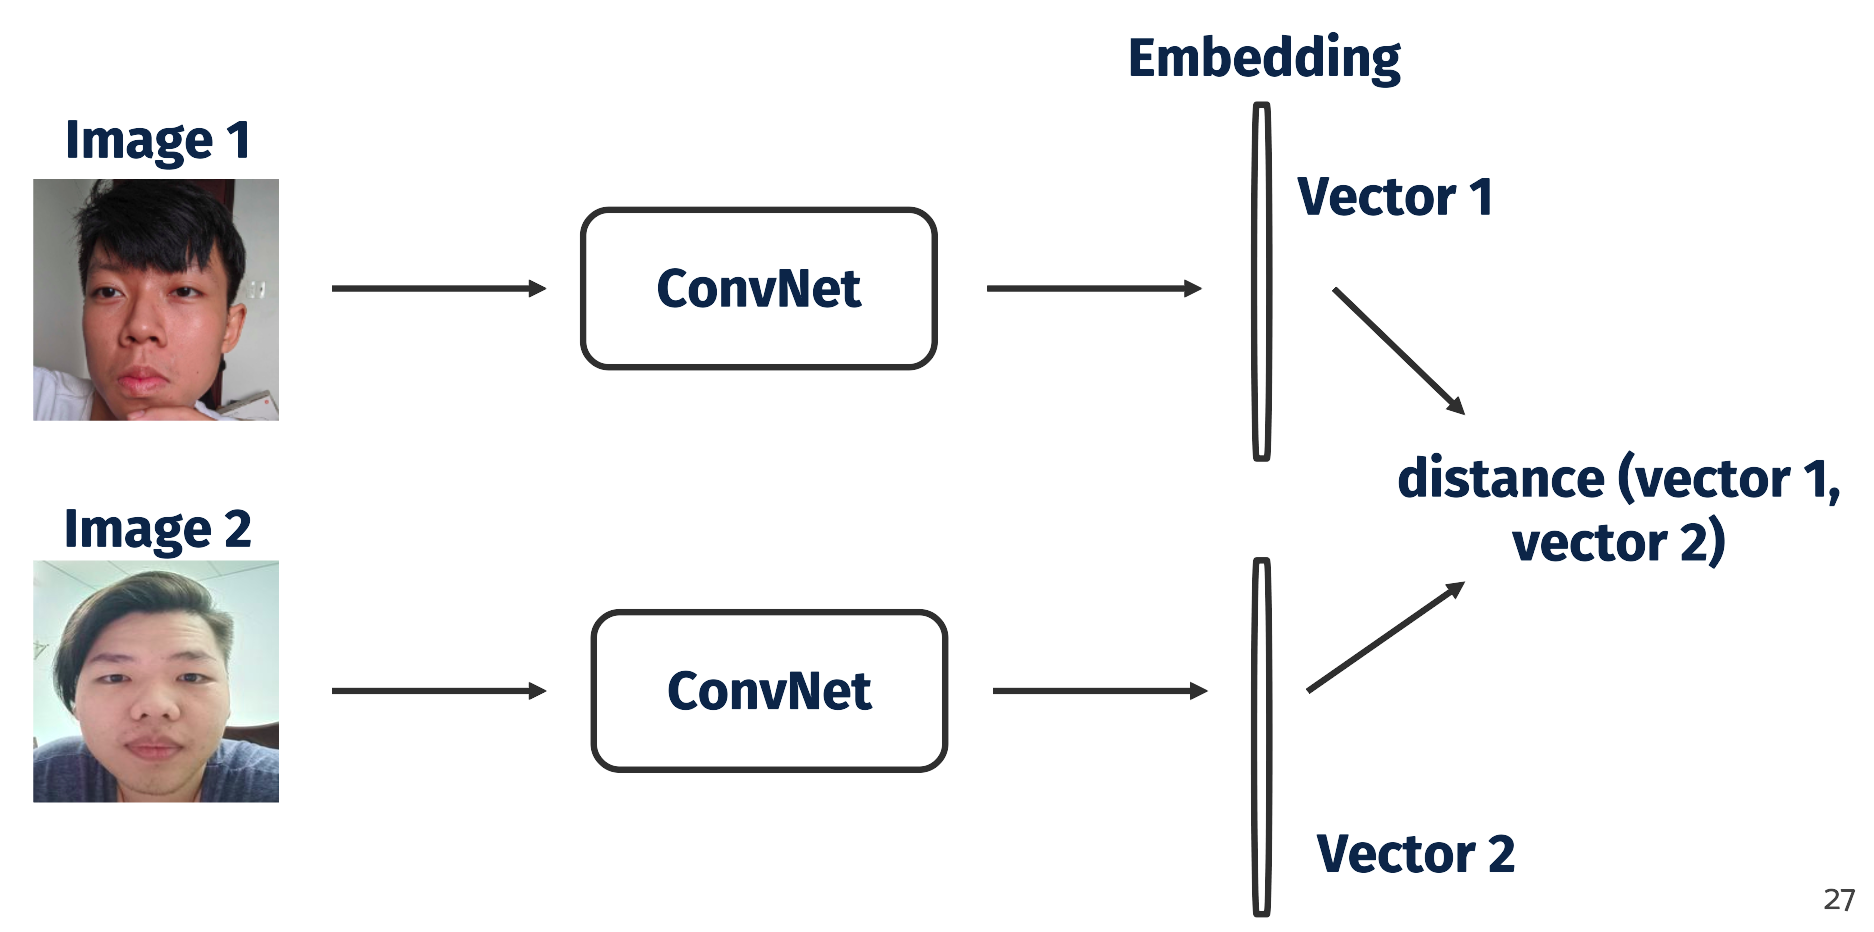 Embedding
Image 1
Vector 1
ConvNet
distance (vector 1,
vector 2)
Image 2
ConvNet
Vector 2
27